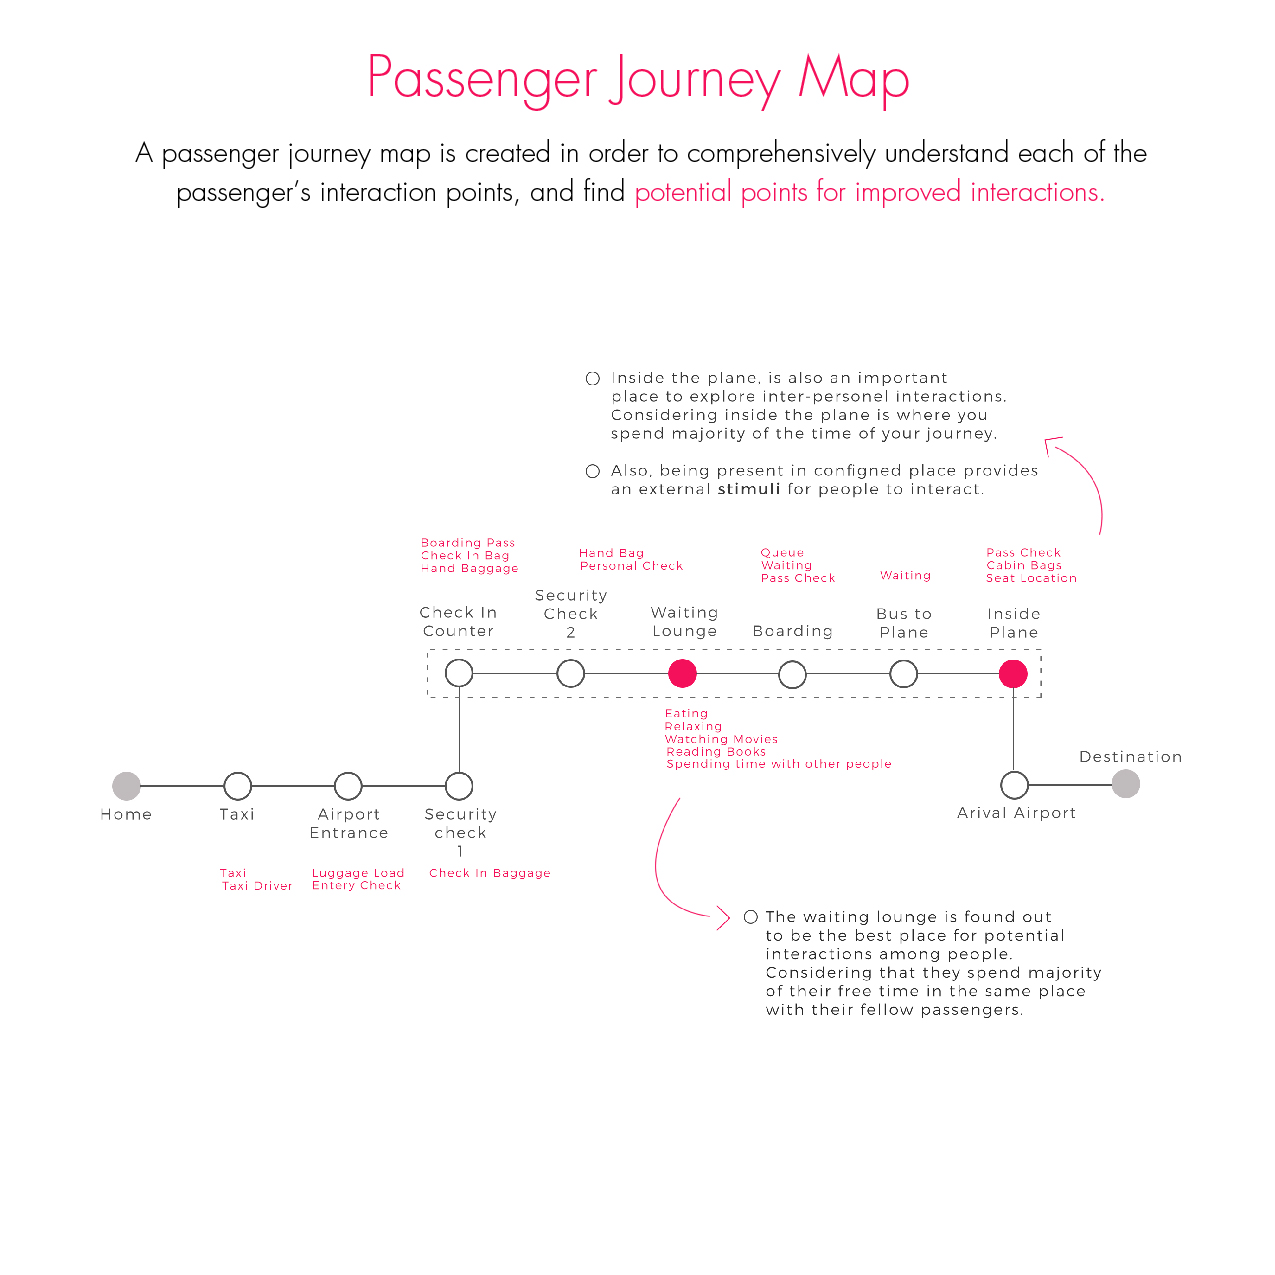 Passenger Journey Map
A passenger journey map is created in order to comprehensively understand each of the
passenger's interaction points, and find potential points for improved interactions.
Inside the plane, is also an important
place to explore inter-personel interactions.
Considering inside the plane is where you
spend majority of the time of your journey.
Also, being present in configned place provides
an external stimuli for people to interact.
Boarding Pass
Check In Bag
Hand Baggage
Hand Bag
Personal Check
Queue
Waiting
Pass Check
Waiting
Pass Check
Cabin Bags
Seat Location
Check In
Counter
Security
Check
2
Waiting
Lounge
Boarding
Bus to
Plane
Inside
Plane
Eating
Relaxing
Watching Movies
Reading Books
Spending time with other people
Home
Taxi
Airport
Entrance
Security
check
1
Arival Airport
Destination
Taxi
Taxi Driver
Luggage Load
Entery Check
Check In Baggage
The waiting lounge is found out
to be the best place for potential
interactions among people.
Considering that they spend majority
of their free time in the same place
with their fellow passengers.